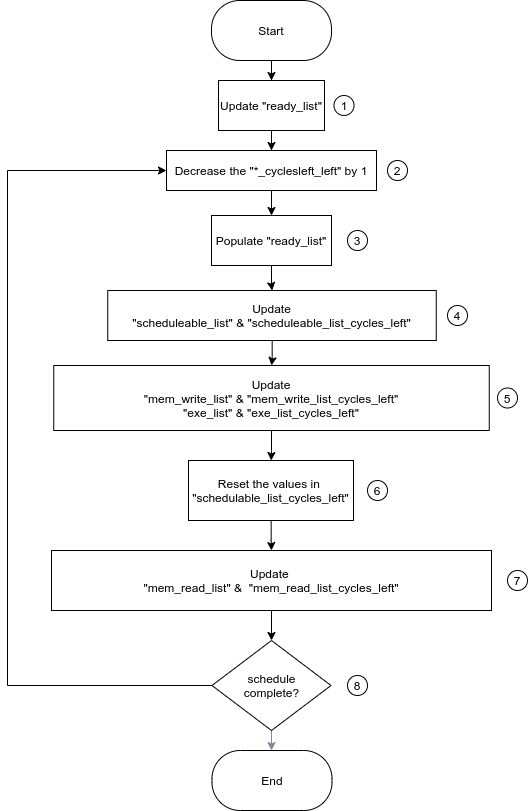 Start
Update "ready_list"
1
Decrease the "*_cyclesleft_left" by 1
2
Populate "ready_list"
3
Update
"scheduleable_list" & "scheduleable_list_cycles_left"
4
Update
"mem_write_list" & "mem_write_list_cycles_left"
"exe_list" & "exe_list_cycles_left"
5
Reset the values in
"schedulable_list_cycles_left"
6
Update
"mem_read_list" & "mem_read_list_cycles_left"
7
schedule
complete?
8
End